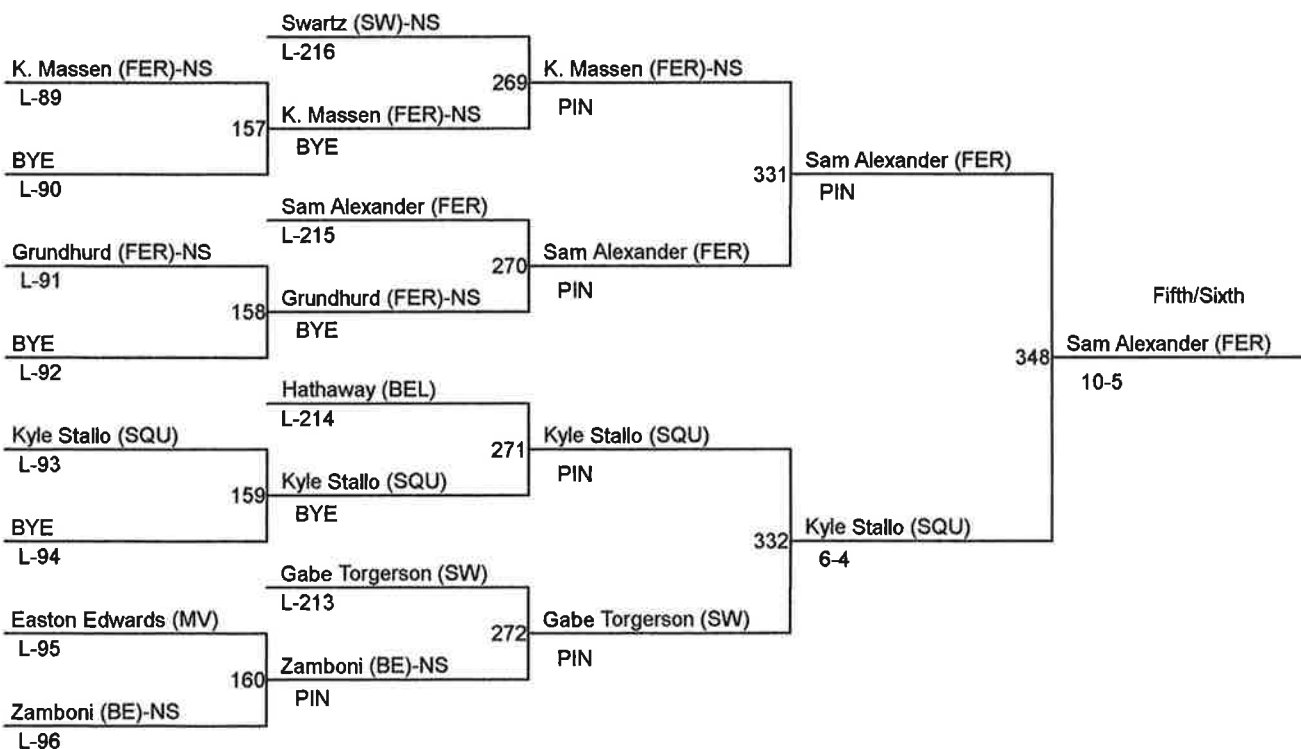 Swartz (SW)-NS
L-216
K. Massen (FER)-NS
L-89
269
K. Massen (FER)-NS
PIN
157
K. Massen (FER)-NS
BYE
BYE
L-90
331
Sam Alexander (FER)
PIN
Sam Alexander (FER)
L-215
Grundhurd (FER)-NS
L-91
270
Sam Alexander (FER)
PIN
158
Grundhurd (FER)-NS
BYE
Fifth/Sixth
BYE
L-92
348
Sam Alexander (FER)
10-5
Hathaway (BEL)
L-214
Kyle Stallo (SQU)
L-93
271
Kyle Stallo (SQU)
PIN
159
Kyle Stallo (SQU)
BYE
BYE
L-94
332
Kyle Stallo (SQU)
6-4
Gabe Torgerson (SW)
L-213
Easton Edwards (MV)
L-95
272
Gabe Torgerson (SW)
PIN
160
Zamboni (BE)-NS
PIN
Zamboni (BE)-NS
L-96